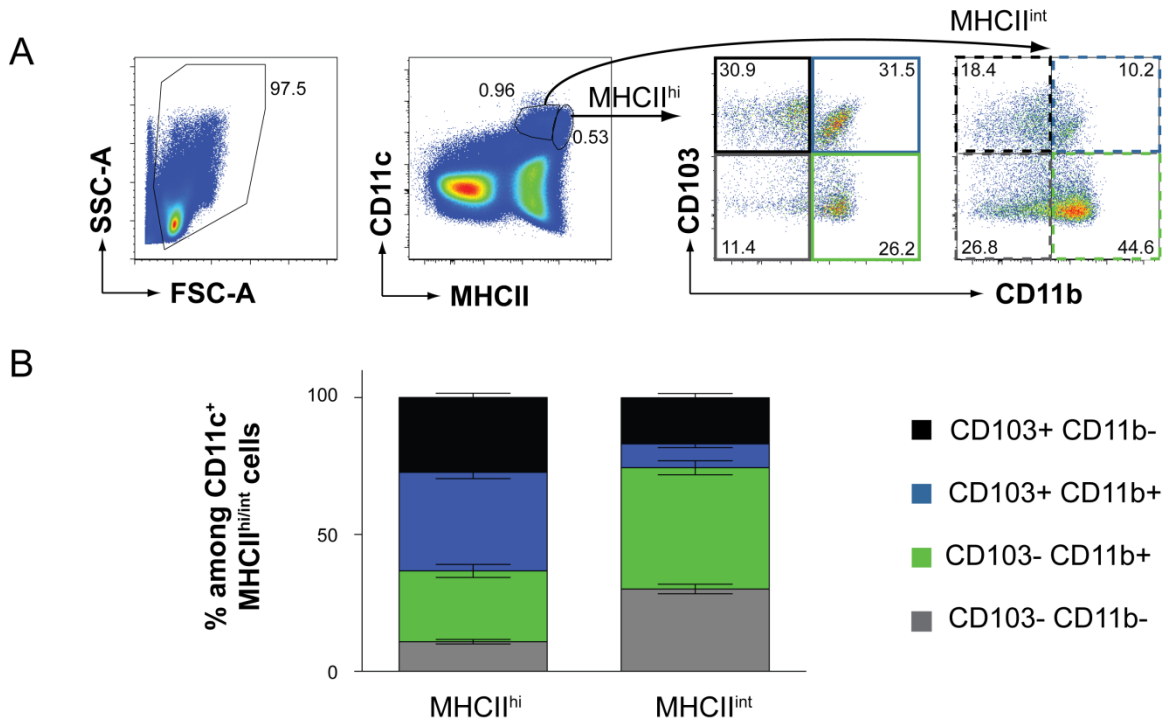 A
MHCII^int
97.5
0.96
MHCII^hi
0.53
30.9
31.5
18.4
10.2
11.4
26.2
26.8
44.6
SSC-A
CD11c
CD103
FSC-A
MHCII
CD11b
B
% among CD11c^+
MHCII^hi/int cells
100
50
0
MHCII^hi
MHCII^int
CD103+ CD11b-
CD103+ CD11b+
CD103- CD11b+
CD103- CD11b-